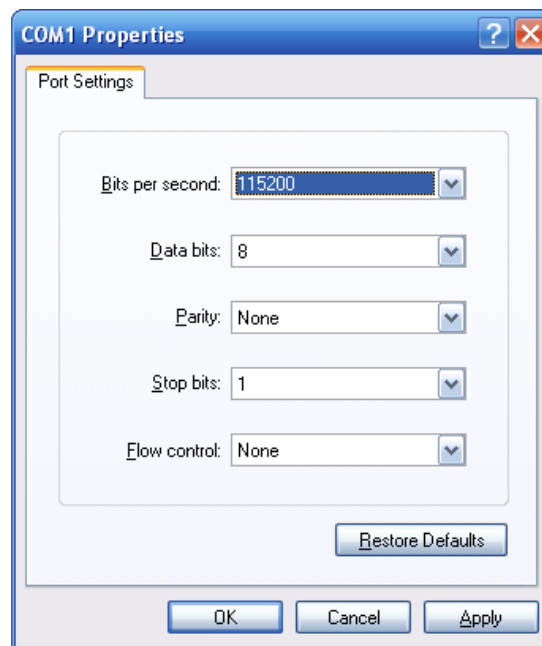 COM1 Properties
Port Settings
Bits per second: 115200
Data bits: 8
Parity: None
Stop bits: 1
Flow control: None
Restore Defaults
OK Cancel Apply